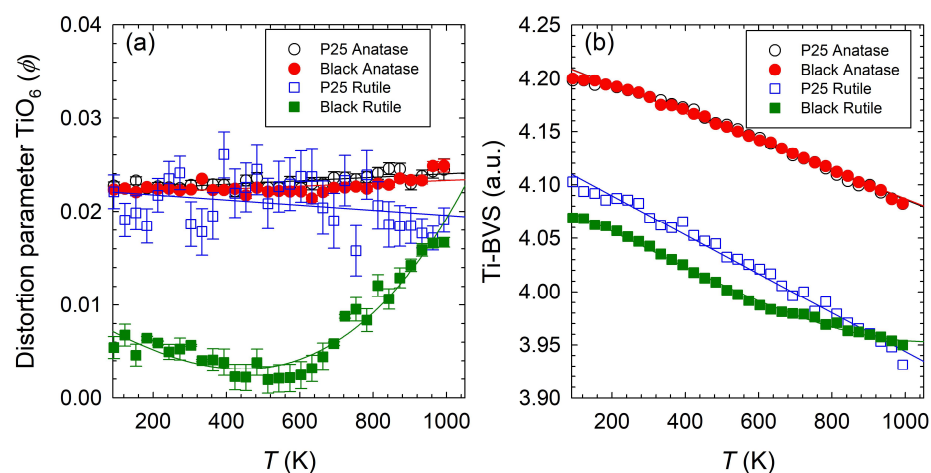 (a)
P25 Anatase
Black Anatase
P25 Rutile
Black Rutile
Distortion parameter TiO₆ (ϕ)
0.04
0.03
0.02
0.01
0.00
200 400 600 800 1000
T (K)
(b)
P25 Anatase
Black Anatase
P25 Rutile
Black Rutile
Ti-BVS (a.u.)
4.25
4.20
4.15
4.10
4.05
4.00
3.95
3.90
200 400 600 800 1000
T (K)